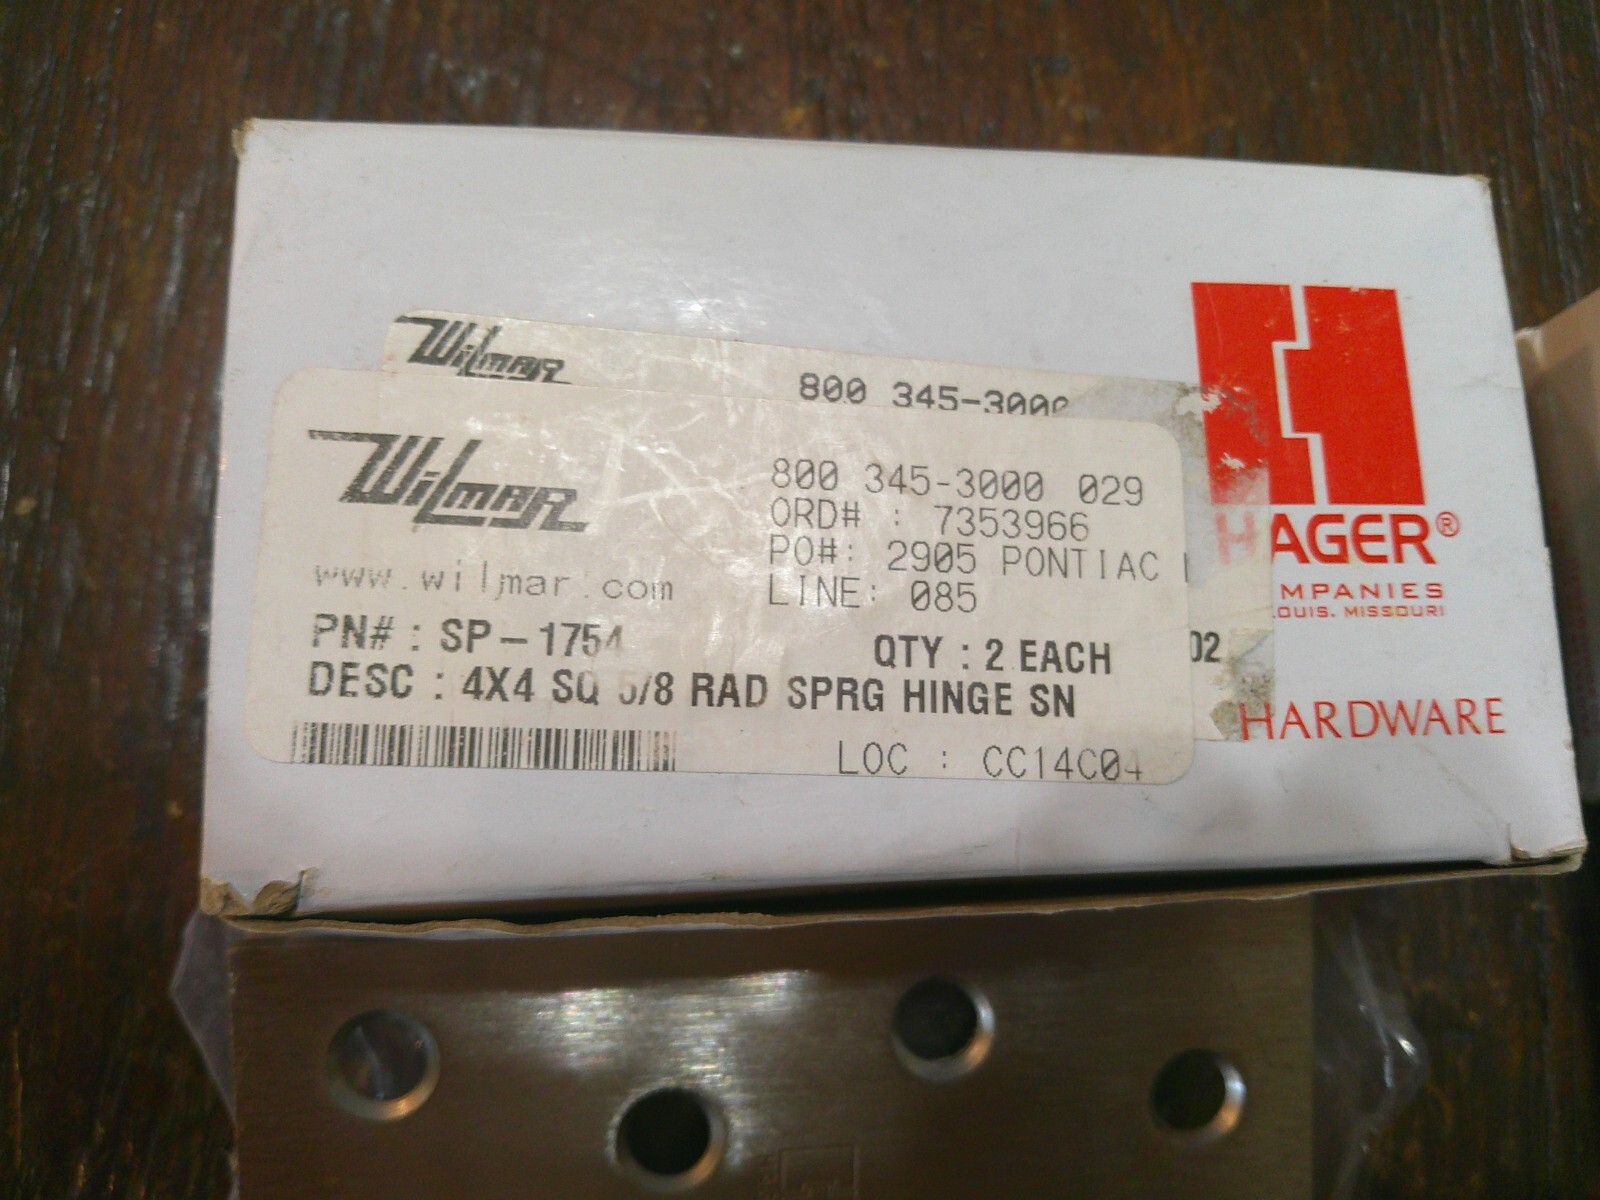 WILMAR
800 345-3000
WILMAR
800 345-3000 029
ORD# : 7353966
PO#: 2905 PONTIAC
www.wilmar.com
LINE: 085
PN# : SP-1754
QTY : 2 EACH
02
DESC : 4X4 SQ 5/8 RAD SPRG HINGE SN
LOC : CC14C04
HAGER®
MPANIES
OUIS, MISSOURI
HARDWARE